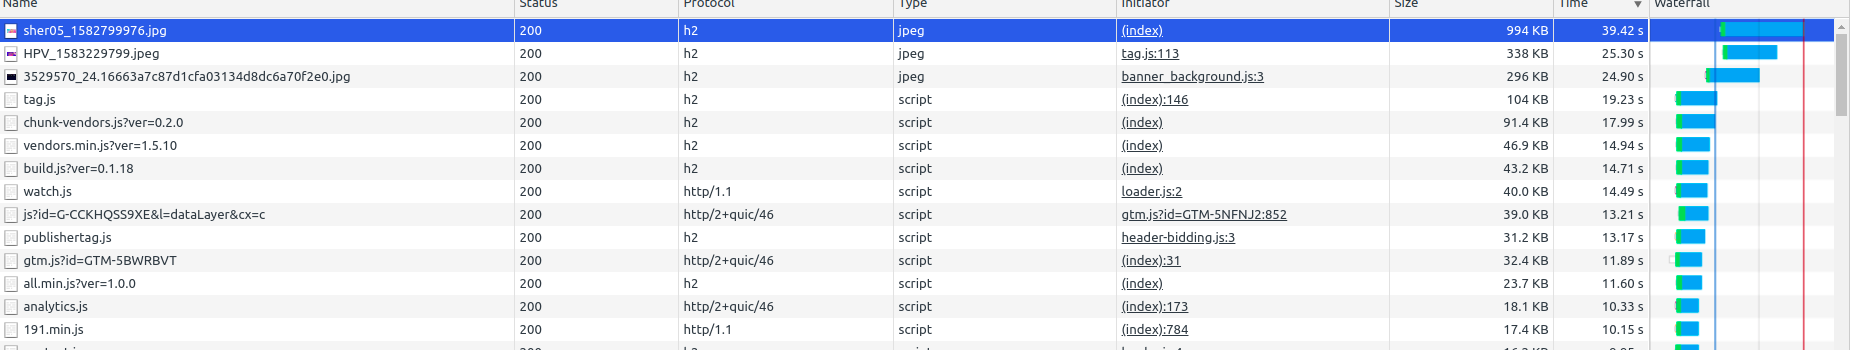 Name Status Protocol Type Initiator Size Time Waterfall
sher05_1582799976.jpg 200 h2 jpeg (index) 994 KB 39.42 s
HPV_1583229799.jpeg 200 h2 jpeg tag.js:113 338 KB 25.30 s
3529570_24.16663a7c87d1cfa03134d8dc6a70f2e0.jpg 200 h2 jpeg banner_background.js:3 296 KB 24.90 s
tag.js 200 h2 script (index):146 104 KB 19.23 s
chunk-vendors.js?ver=0.2.0 200 h2 script (index) 91.4 KB 17.99 s
vendors.min.js?ver=1.5.10 200 h2 script (index) 46.9 KB 14.94 s
build.js?ver=0.1.18 200 h2 script (index) 43.2 KB 14.71 s
watch.js 200 http/1.1 script loader.js:2 40.0 KB 14.49 s
js?id=G-CCKHQSS9XE&l=dataLayer&cx=c 200 http/2+quic/46 script gtm.js?id=GTM-5NFNJ2:852 39.0 KB 13.21 s
publishertag.js 200 h2 script header-bidding.js:3 31.2 KB 13.17 s
gtm.js?id=GTM-5BWRBVT 200 http/2+quic/46 script (index):31 32.4 KB 11.89 s
all.min.js?ver=1.0.0 200 h2 script (index) 23.7 KB 11.60 s
analytics.js 200 http/2+quic/46 script (index):173 18.1 KB 10.33 s
191.min.js 200 http/1.1 script (index):784 17.4 KB 10.15 s